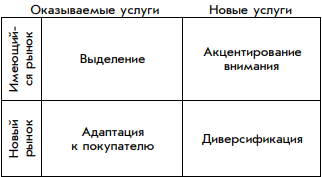 Оказываемые услуги
Новые услуги
Имеющий-
ся рынок
Выделение
Акцентирование
внимания
Новый
рынок
Адаптация
к покупателю
Диверсификация